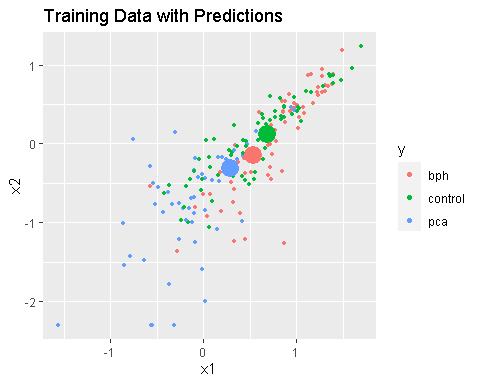 Training Data with Predictions
1
0
-1
-2
x2
-1
0
1
x1
y
bph
control
pca